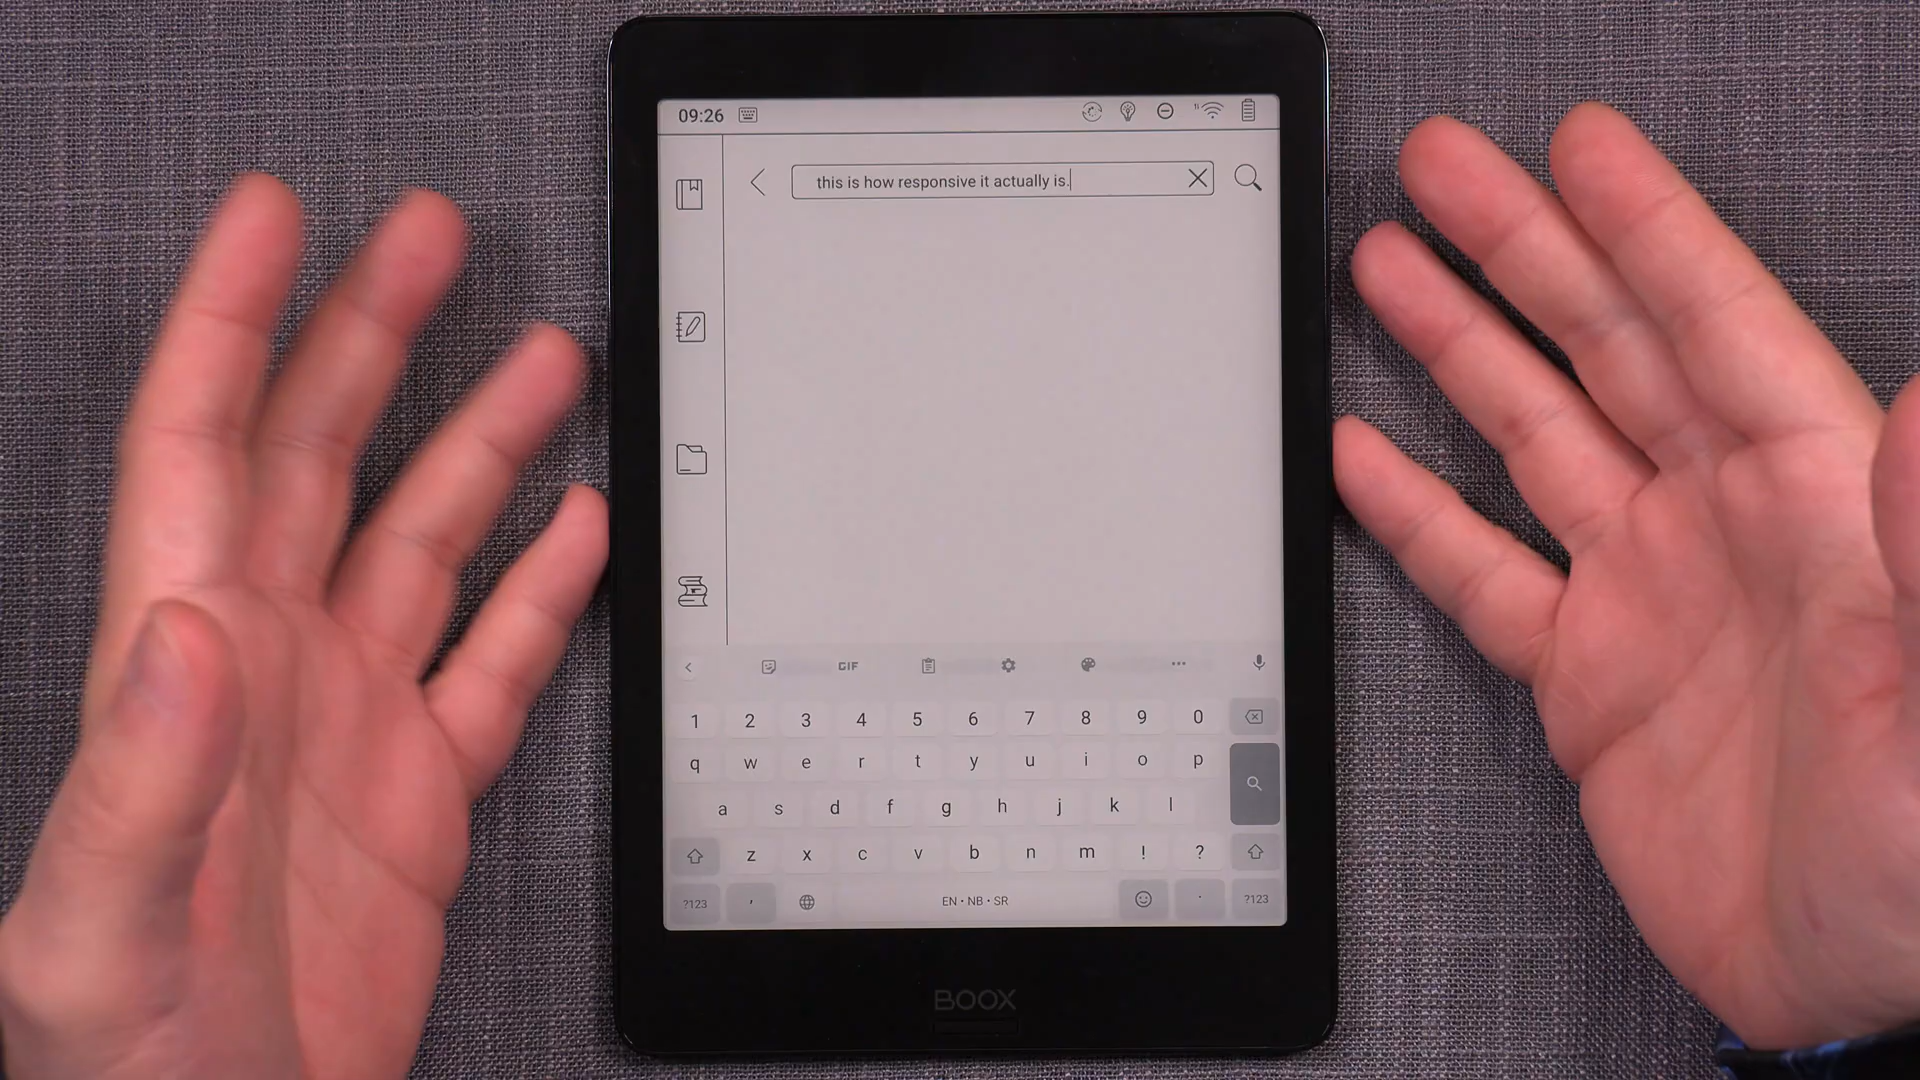 09:26
this is how responsive it actually is.
GIF
1 2 3 4 5 6 7 8 9 0
q w e r t y u i o p
a s d f g h j k l
z x c v b n m ! ?
?123 , EN • NB • SR . ?123
BOOX